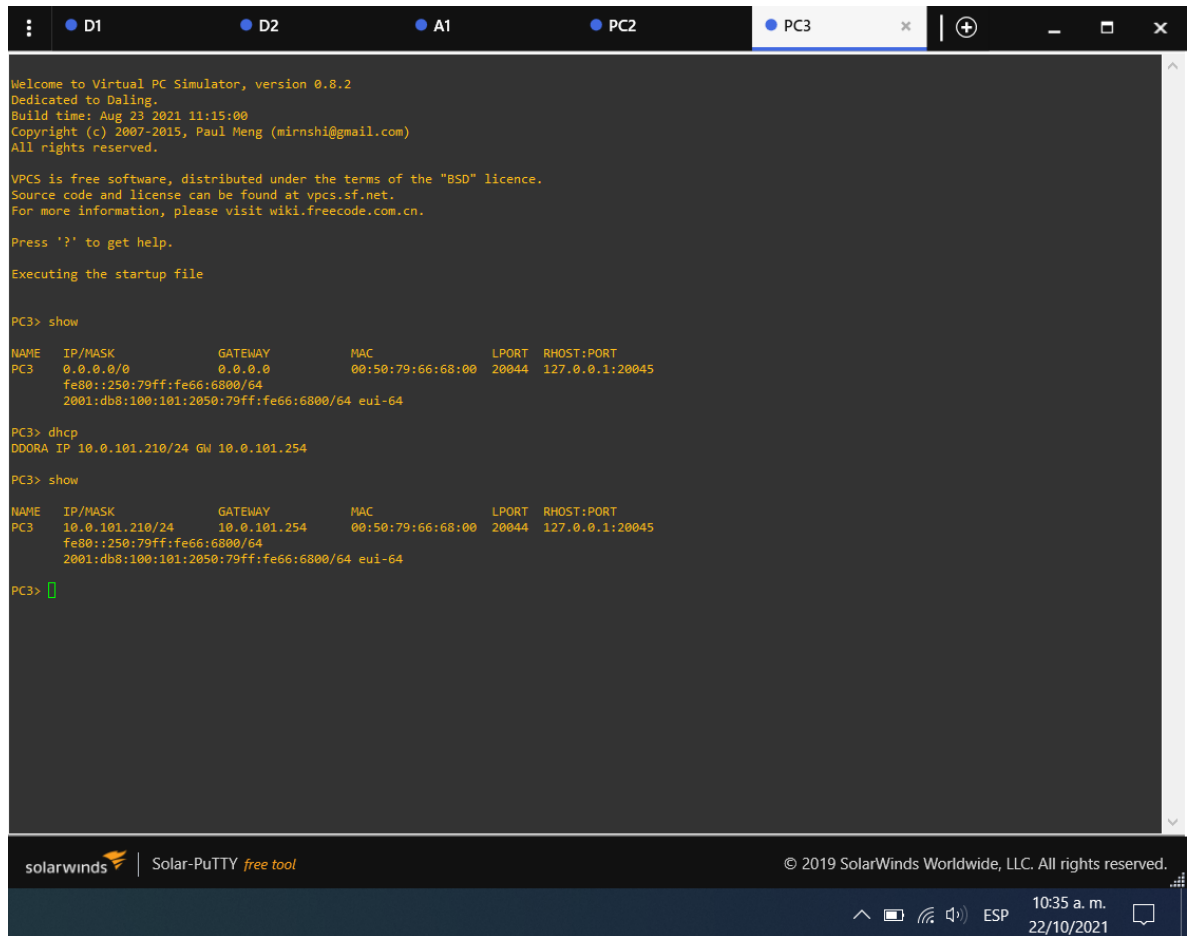 D1 D2 A1 PC2 PC3
Welcome to Virtual PC Simulator, version 0.8.2
Dedicated to Daling.
Build time: Aug 23 2021 11:15:00
Copyright (c) 2007-2015, Paul Meng (mirnshi@gmail.com)
All rights reserved.
VPCS is free software, distributed under the terms of the "BSD" licence.
Source code and license can be found at vpcs.sf.net.
For more information, please visit wiki.freecode.com.cn.
Press '?' to get help.
Executing the startup file
PC3> show
NAME IP/MASK GATEWAY MAC LPORT RHOST:PORT
PC3 0.0.0.0/0 0.0.0.0 00:50:79:66:68:00 20044 127.0.0.1:20045
fe80::250:79ff:fe66:6800/64
2001:db8:100:101:2050:79ff:fe66:6800/64 eui-64
PC3> dhcp
DDORA IP 10.0.101.210/24 GW 10.0.101.254
PC3> show
NAME IP/MASK GATEWAY MAC LPORT RHOST:PORT
PC3 10.0.101.210/24 10.0.101.254 00:50:79:66:68:00 20044 127.0.0.1:20045
fe80::250:79ff:fe66:6800/64
2001:db8:100:101:2050:79ff:fe66:6800/64 eui-64
PC3>
solarwinds Solar-PuTTY free tool © 2019 SolarWinds Worldwide, LLC. All rights reserved.
ESP 10:35 a. m.
22/10/2021